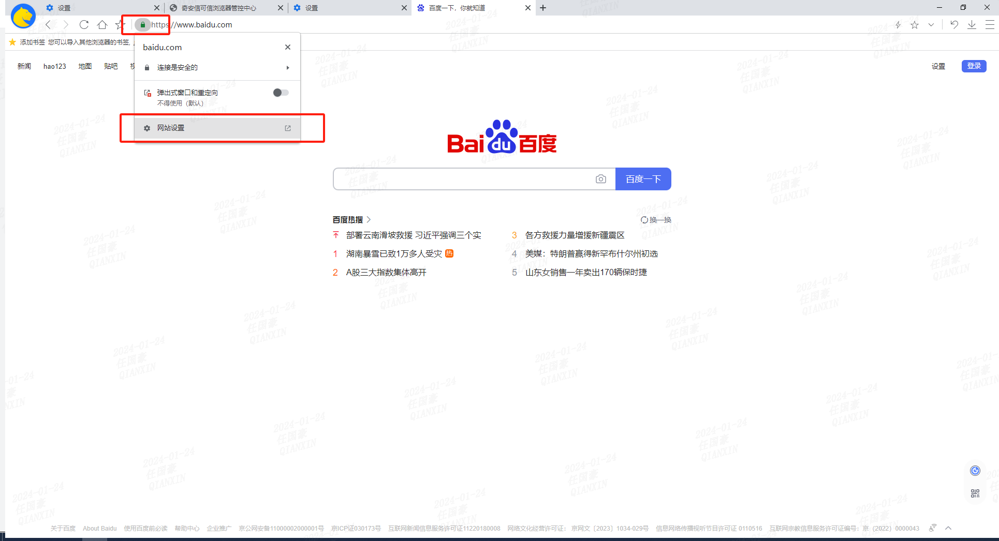 设置
奇安信可信浏览器管控中心
设置
百度一下，你就知道
https://www.baidu.com
添加书签 您可以导入其他浏览器的书签,
baidu.com
连接是安全的
弹出式窗口和重定向
不得使用（默认）
网站设置
新闻
hao123
地图
贴吧
设置
登录
Bai du 百度
百度一下
百度热搜
换一换
部署云南滑坡救援 习近平强调三个实
1 湖南暴雪已致1万多人受灾 热
2 A股三大指数集体高开
3 各方救援力量增援新疆震区
4 美媒：特朗普赢得新罕布什尔州初选
5 山东女销售一年卖出170辆保时捷
关于百度 About Baidu 使用百度前必读 帮助中心 企业推广 京公网安备11000002000001号 京ICP证030173号 互联网新闻信息服务许可证11220180008 网络文化经营许可证： 京网文〔2023〕1034-029号 信息网络传播视听节目许可证 0110516 互联网宗教信息服务许可证编号：京（2022）0000043
2024-01-24
任国豪
QIANXIN